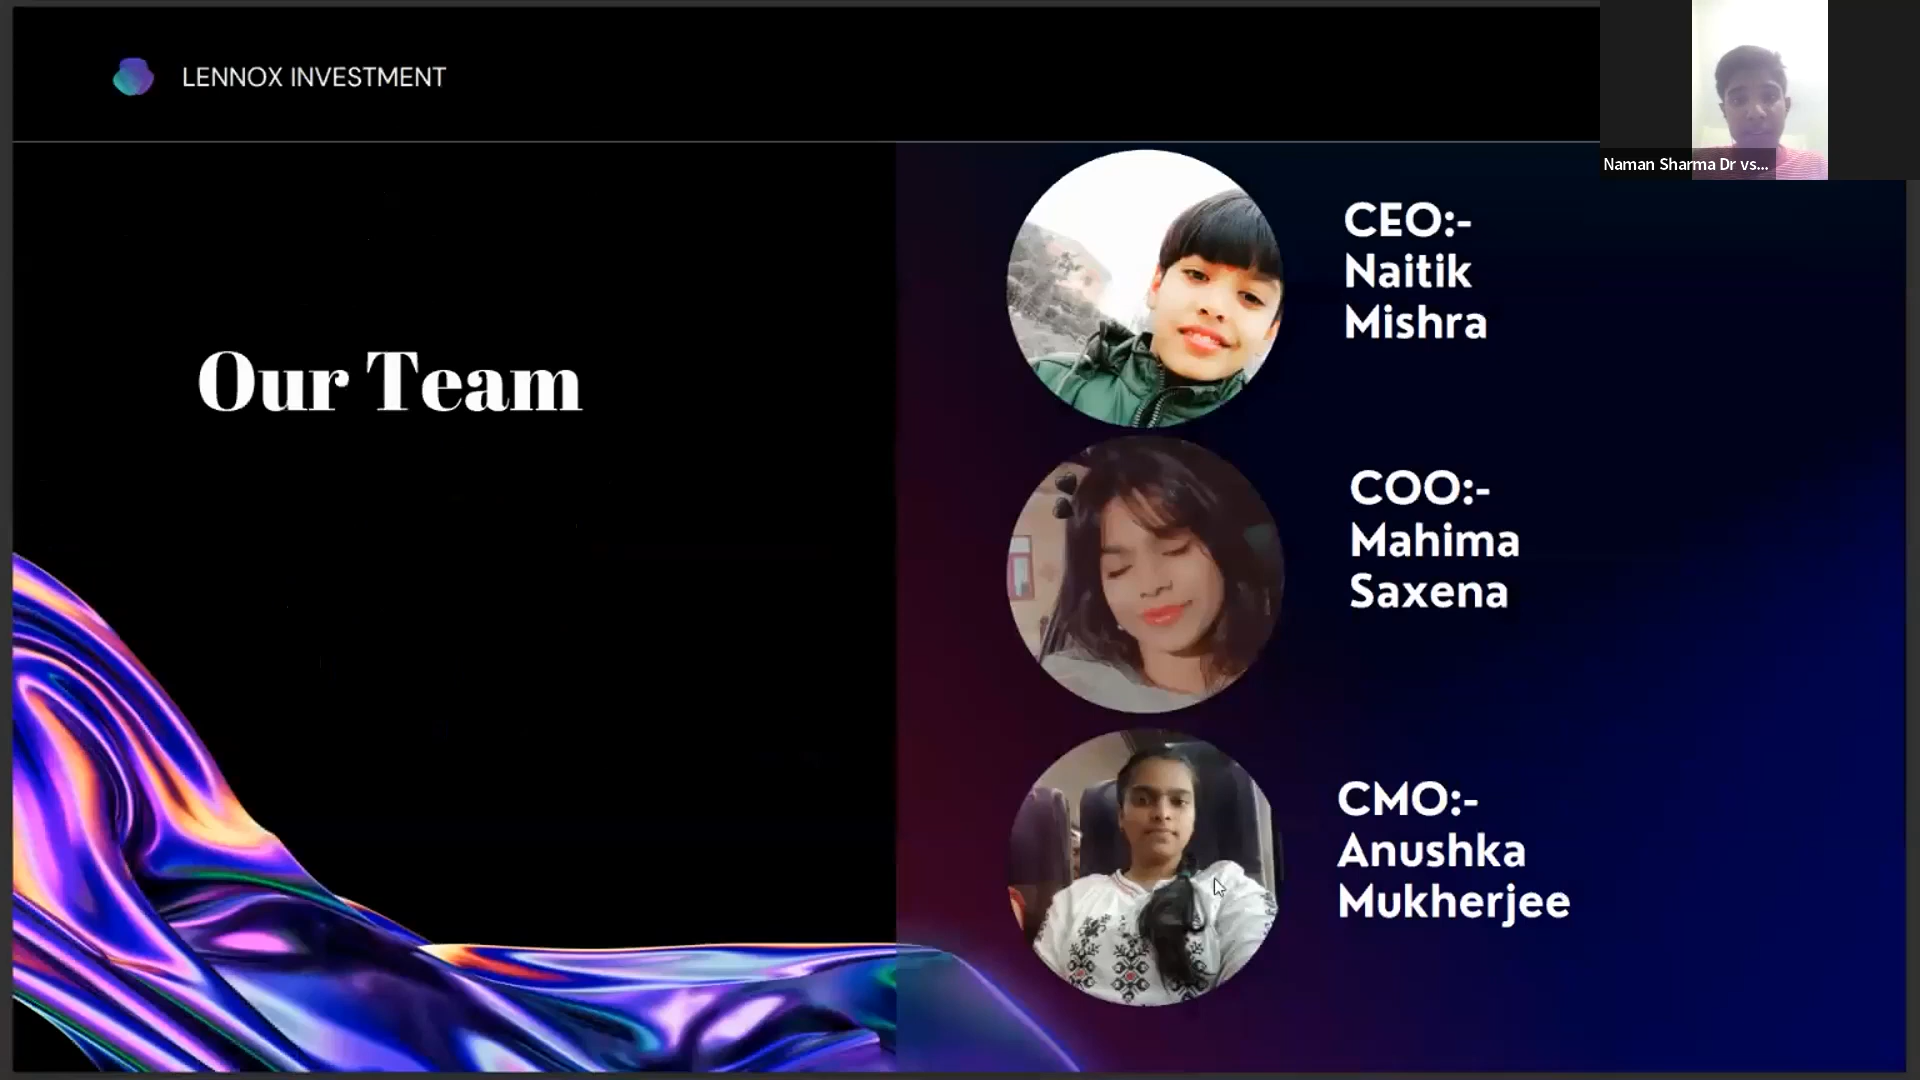 LENNOX INVESTMENT
Naman Sharma Dr vs...
Our Team
CEO:-
Naitik
Mishra
COO:-
Mahima
Saxena
CMO:-
Anushka
Mukherjee